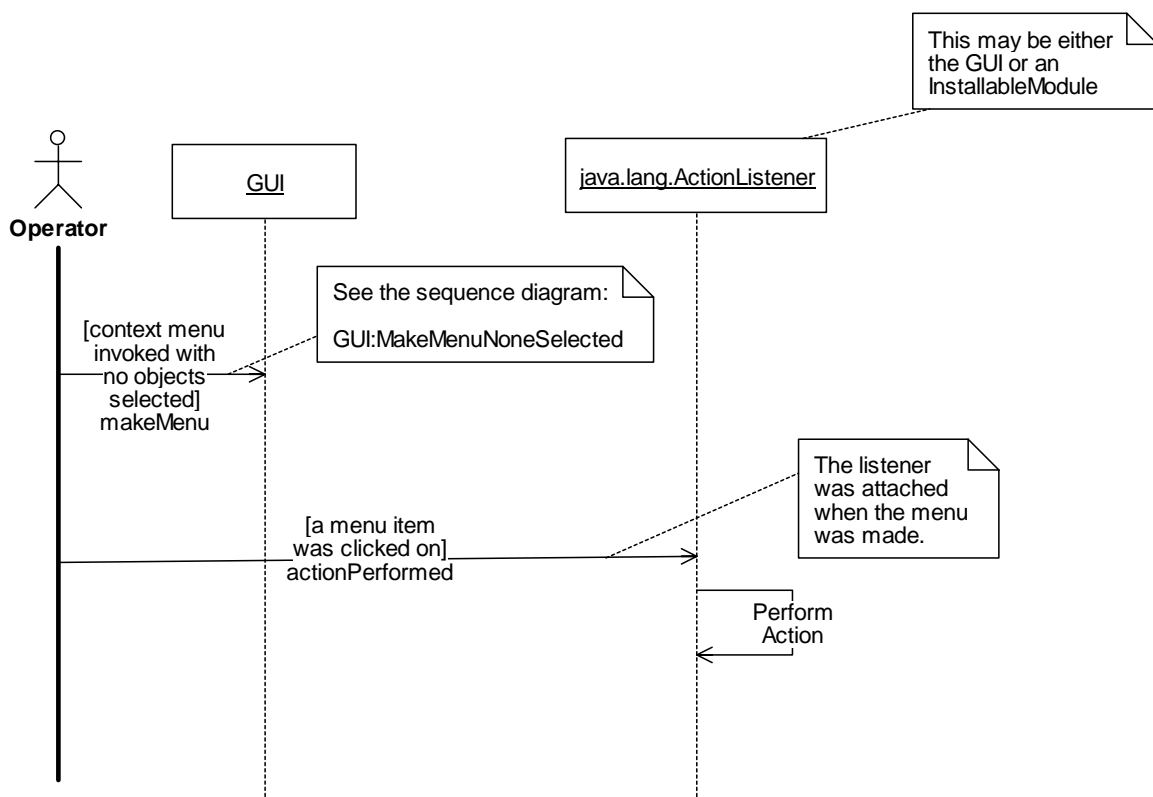 This may be either
the GUI or an
InstallableModule
GUI
java.lang.ActionListener
Operator
See the sequence diagram:
GUI:MakeMenuNoneSelected
[context menu
invoked with
no objects
selected]
makeMenu
The listener
was attached
when the menu
was made.
[a menu item
was clicked on]
actionPerformed
Perform
Action